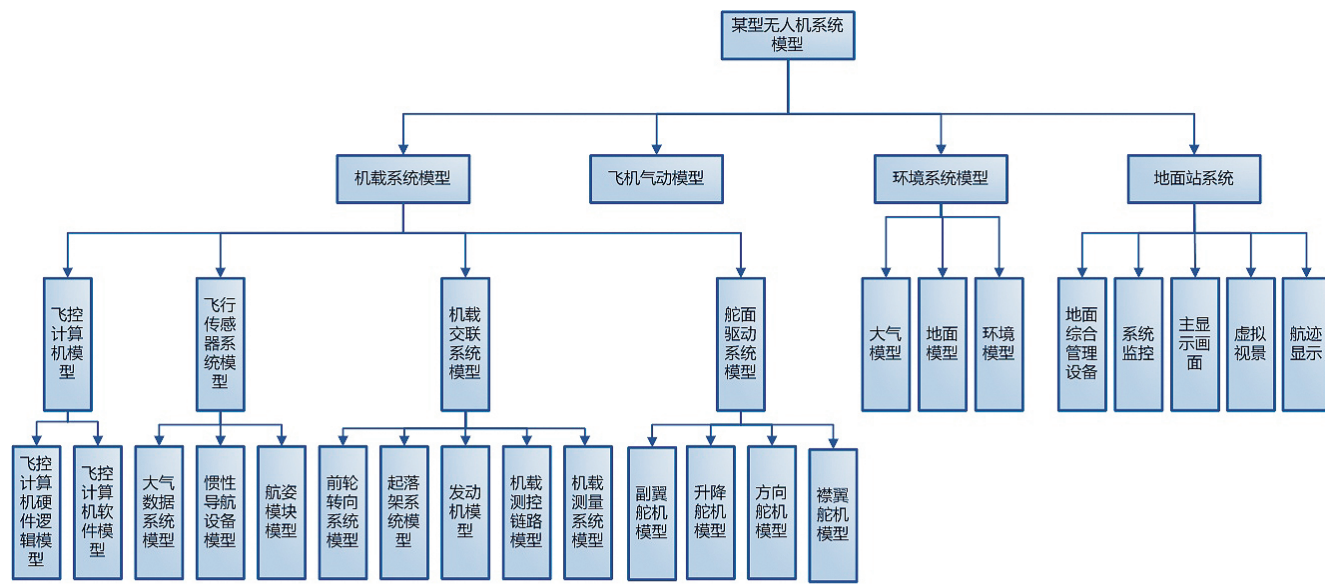 某型无人机系统
模型
机载系统模型
飞机气动模型
环境系统模型
地面站系统
飞控
计算
机模
型
飞行
传感
器系
统模
型
机载
交联
系统
模型
舵面
驱动
系统
模型
大气
模型
地面
模型
环境
模型
地面
综合
管理
设备
系统
监控
主显
示画
面
虚拟
视景
航迹
显示
飞控
计算
机硬
件逻
辑模
型
飞控
计算
机软
件模
型
大气
数据
系统
模型
惯性
导航
设备
模型
航姿
模块
模型
前轮
转向
系统
模型
起落
架系
统模
型
发动
机模
型
机载
测控
链路
模型
机载
测量
系统
模型
副翼
舵机
模型
升降
舵机
模型
方向
舵机
模型
襟翼
舵机
模型